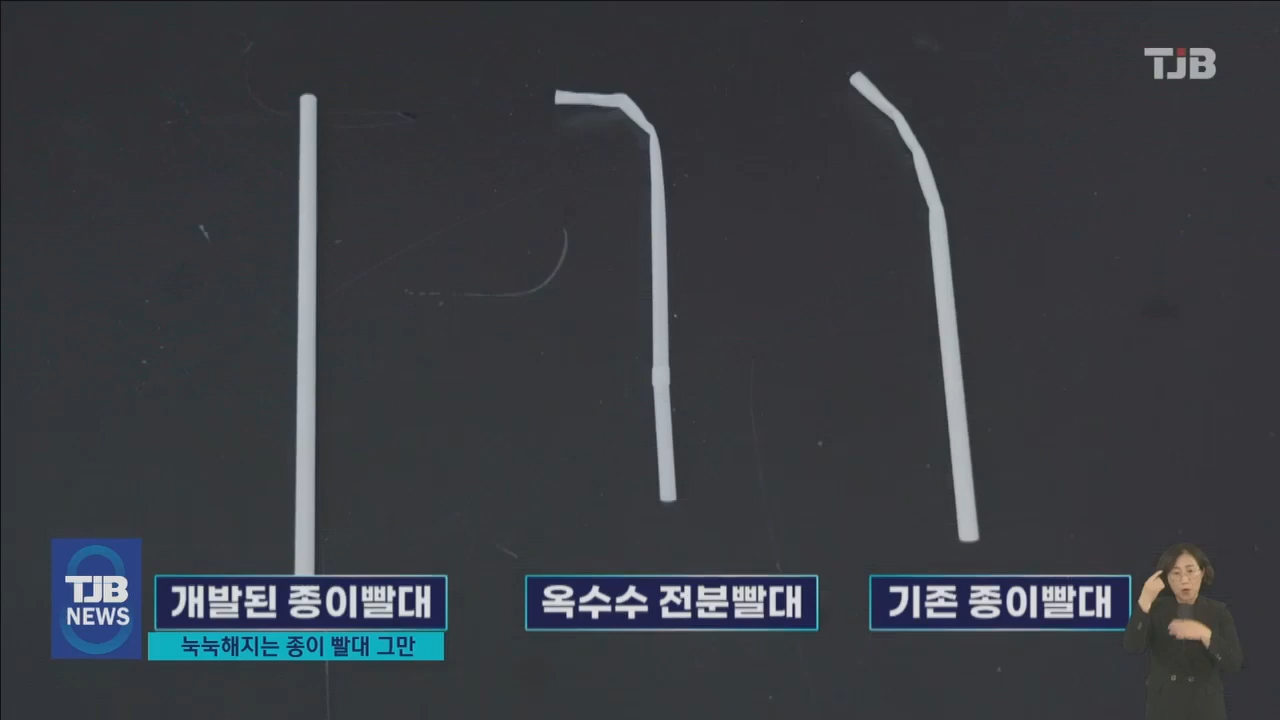 TJB
개발된 종이빨대
옥수수 전분빨대
기존 종이빨대
TJB
NEWS
8
눅눅해지는 종이 빨대 그만